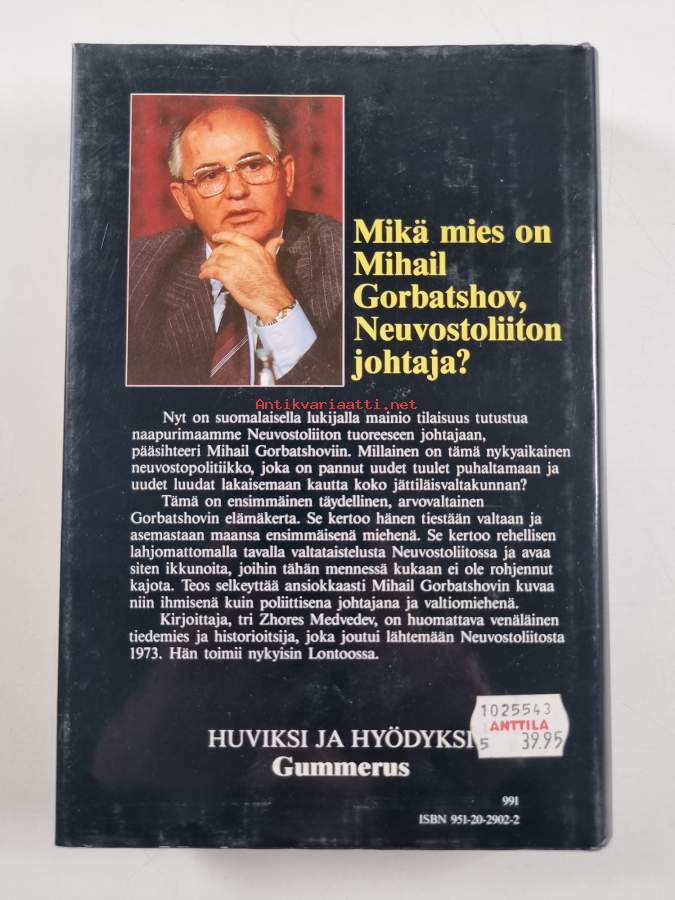 Mikä mies on
Mihail
Gorbatshov,
Neuvostoliiton
johtaja?
Antikvariaatti.net
Nyt on suomalaisella lukijalla mainio tilaisuus tutustua
naapurimaamme Neuvostoliiton tuoreeseen johtajaan,
pääsihteeri Mihail Gorbatshoviin. Millainen on tämä nykyaikainen
neuvostopolitiikko, joka on pannut uudet tuulet puhaltamaan ja
uudet luudat lakaisemaan kautta koko jättiläisvaltakunnan?
Tämä on ensimmäinen täydellinen, arvovaltainen
Gorbatshovin elämäkerta. Se kertoo hänen tiestään valtaan ja
asemastaan maansa ensimmäisenä miehenä. Se kertoo rehellisen
lahjomattomalla tavalla valtataistelusta Neuvostoliitossa ja avaa
siten ikkunoita, joihin tähän mennessä kukaan ei ole rohjennut
kajota. Teos selkeyttää ansiokkaasti Mihail Gorbatshovin kuvaa
niin ihmisenä kuin poliittisena johtajana ja valtiomiehenä.
Kirjoittaja, tri Zhores Medvedev, on huomattava venäläinen
tiedemies ja historioitsija, joka joutui lähtemään Neuvostoliitosta
1973. Hän toimii nykyisin Lontoossa.
1025543
ANTTILA
5 39.95
HUVIKSI JA HYÖDYKSI
Gummerus
991
ISBN 951-20-2902-2